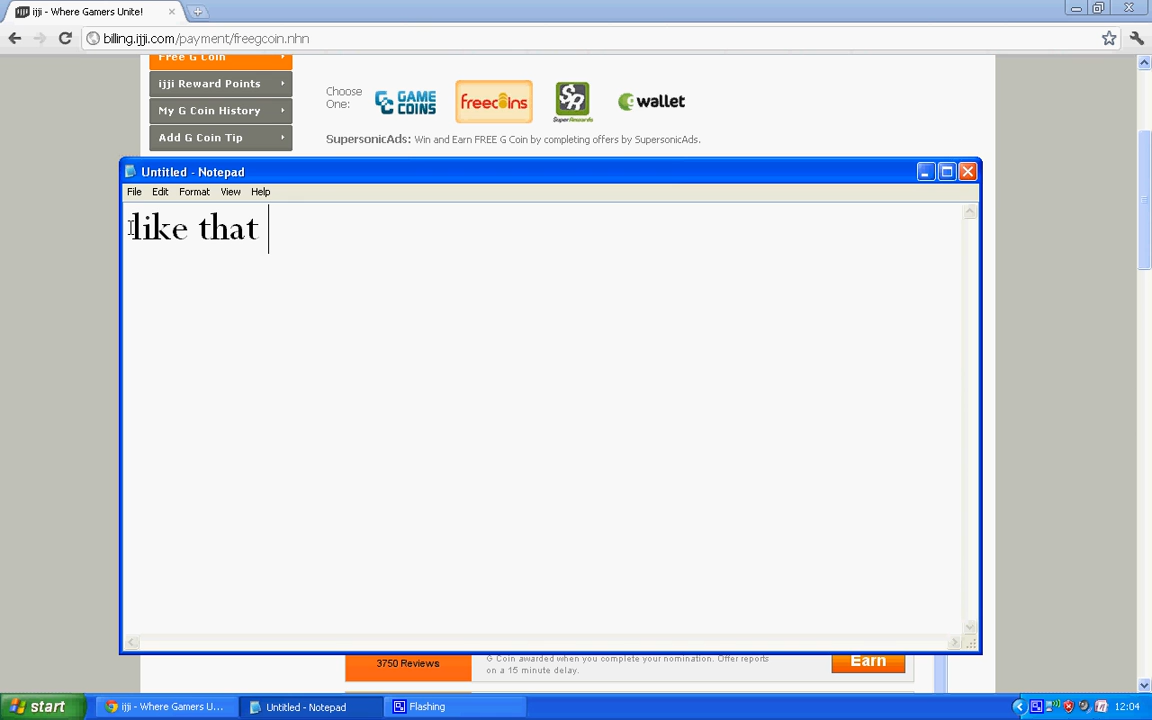 ijji - Where Gamers Unite!
billing.ijji.com/payment/freegcoin.nhn
Free G Coin
ijji Reward Points
My G Coin History
Add G Coin Tip
Choose One:
GAME COINS
freecoins
SR
SuperRewards
gwallet
SupersonicAds: Win and Earn FREE G Coin by completing offers by SupersonicAds.
Untitled - Notepad
File Edit Format View Help
like that
3750 Reviews
G Coin awarded when you complete your nomination. Offer reports
on a 15 minute delay.
Earn
start
ijji - Where Gamers U...
Untitled - Notepad
Flashing
12:04